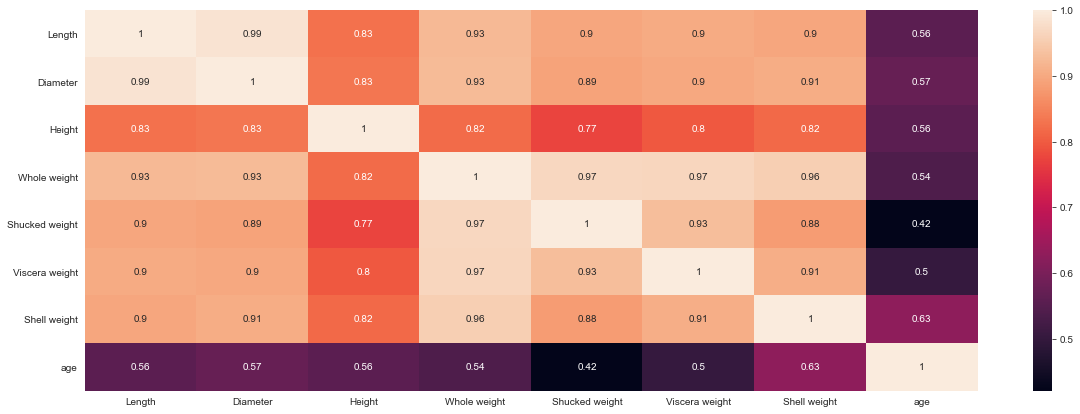 Length 1 0.99 0.83 0.93 0.9 0.9 0.9 0.56
Diameter 0.99 1 0.83 0.93 0.89 0.9 0.91 0.57
Height 0.83 0.83 1 0.82 0.77 0.8 0.82 0.56
Whole weight 0.93 0.93 0.82 1 0.97 0.97 0.96 0.54
Shucked weight 0.9 0.89 0.77 0.97 1 0.93 0.88 0.42
Viscera weight 0.9 0.9 0.8 0.97 0.93 1 0.91 0.5
Shell weight 0.9 0.91 0.82 0.96 0.88 0.91 1 0.63
age 0.56 0.57 0.56 0.54 0.42 0.5 0.63 1
Length Diameter Height Whole weight Shucked weight Viscera weight Shell weight age
1.0
0.9
0.8
0.7
0.6
0.5